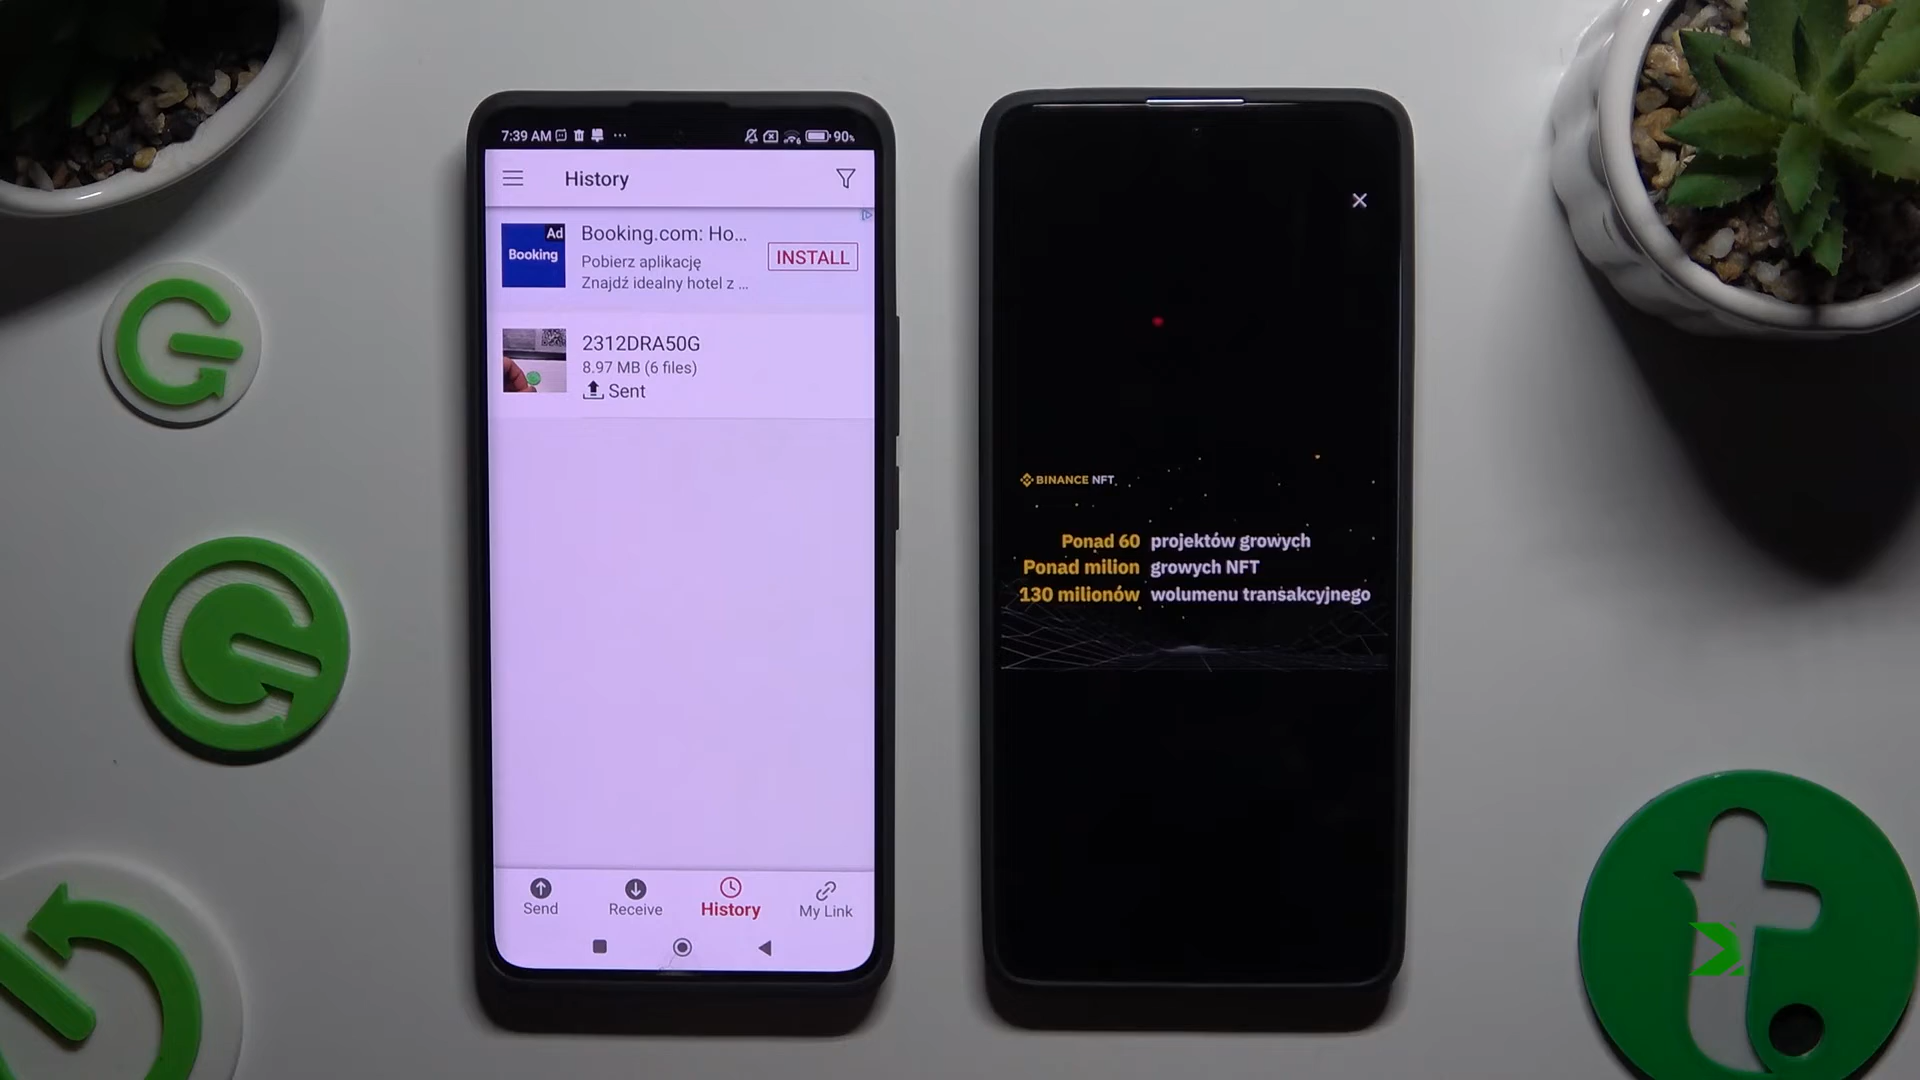 7:39 AM
90%
History
Ad
Booking
Booking.com: Ho...
Pobierz aplikację
Znajdź idealny hotel z ...
INSTALL
2312DRA50G
8.97 MB (6 files)
Sent
Send
Receive
History
My Link
BINANCE NFT
Ponad 60 projektów growych
Ponad milion growych NFT
130 milionów wolumenu transakcyjnego
t